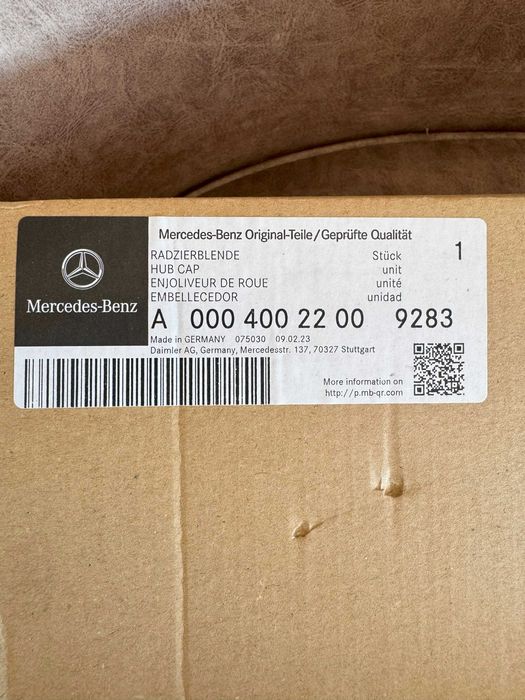 Mercedes-Benz
Mercedes-Benz Original-Teile/Geprüfte Qualität
RADZIERBLENDE Stück 1
HUB CAP unit
ENJOLIVEUR DE ROUE unité
EMBELLECEDOR unidad
A 000 400 22 00 9283
Made in GERMANY 075030 09.02.23
Daimler AG, Germany, Mercedesstr. 137, 70327 Stuttgart
More information on
http://p.mb-qr.com